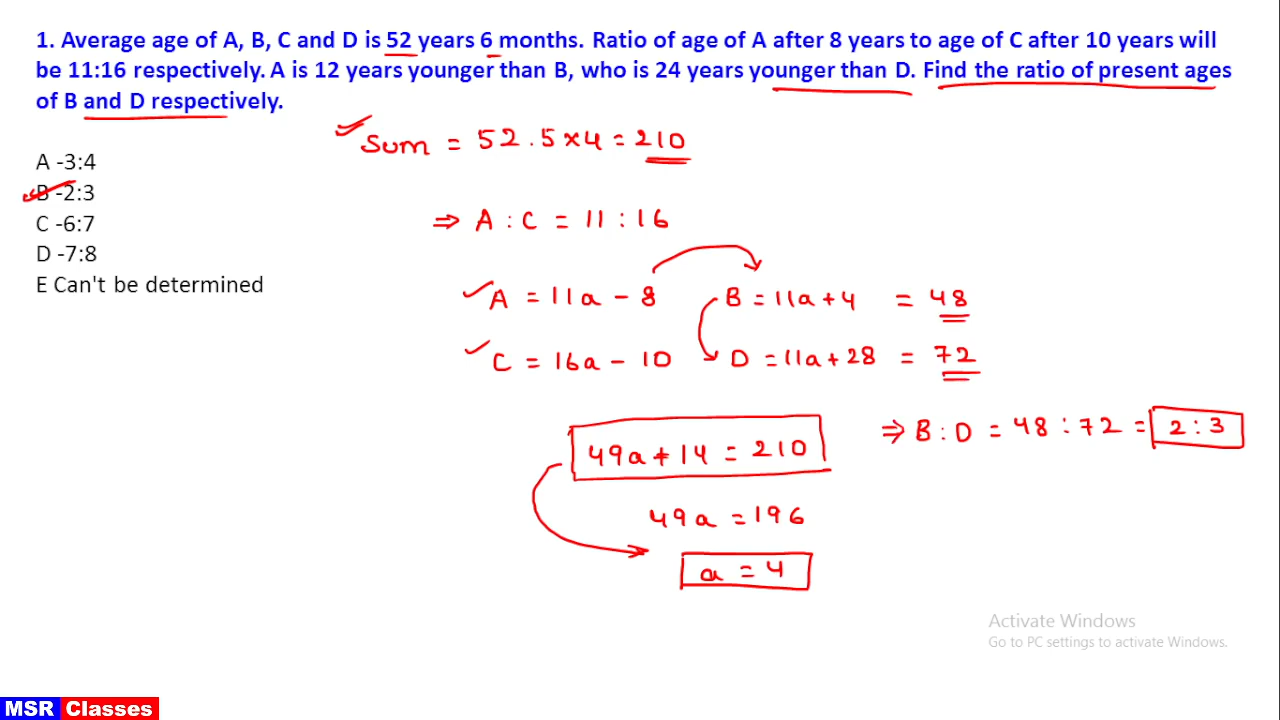 1. Average age of A, B, C and D is 52 years 6 months. Ratio of age of A after 8 years to age of C after 10 years will
be 11:16 respectively. A is 12 years younger than B, who is 24 years younger than D. Find the ratio of present ages
of B and D respectively.
Sum = 52.5×4 = 210
A -3:4
B -2:3
C -6:7
D -7:8
E Can't be determined
⇒ A : C = 11 : 16
A = 11a - 8 B = 11a + 4 = 48
C = 16a - 10 D = 11a + 28 = 72
49a + 14 = 210
⇒ B : D = 48 : 72 = 2 : 3
49a = 196
a = 4
Activate Windows
Go to PC settings to activate Windows.
MSR Classes